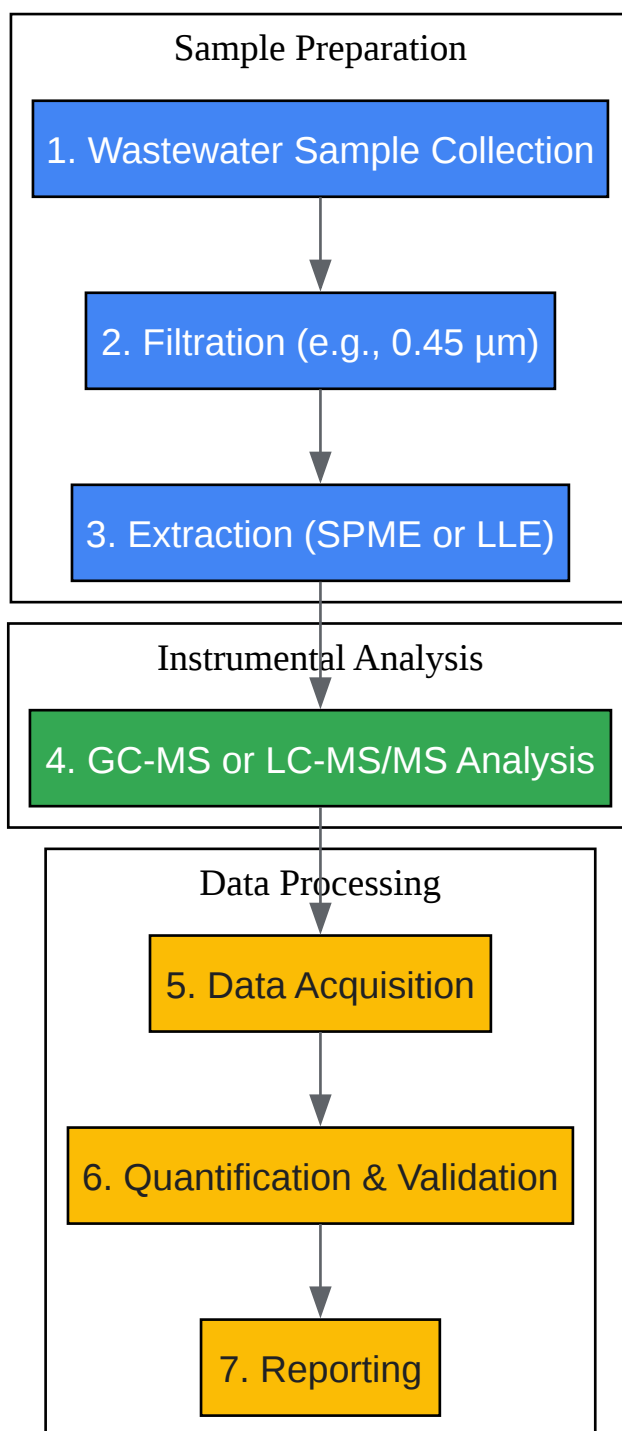 Sample Preparation
1. Wastewater Sample Collection
2. Filtration (e.g., 0.45 µm)
3. Extraction (SPME or LLE)
Instrumental Analysis
4. GC-MS or LC-MS/MS Analysis
Data Processing
5. Data Acquisition
6. Quantification & Validation
7. Reporting